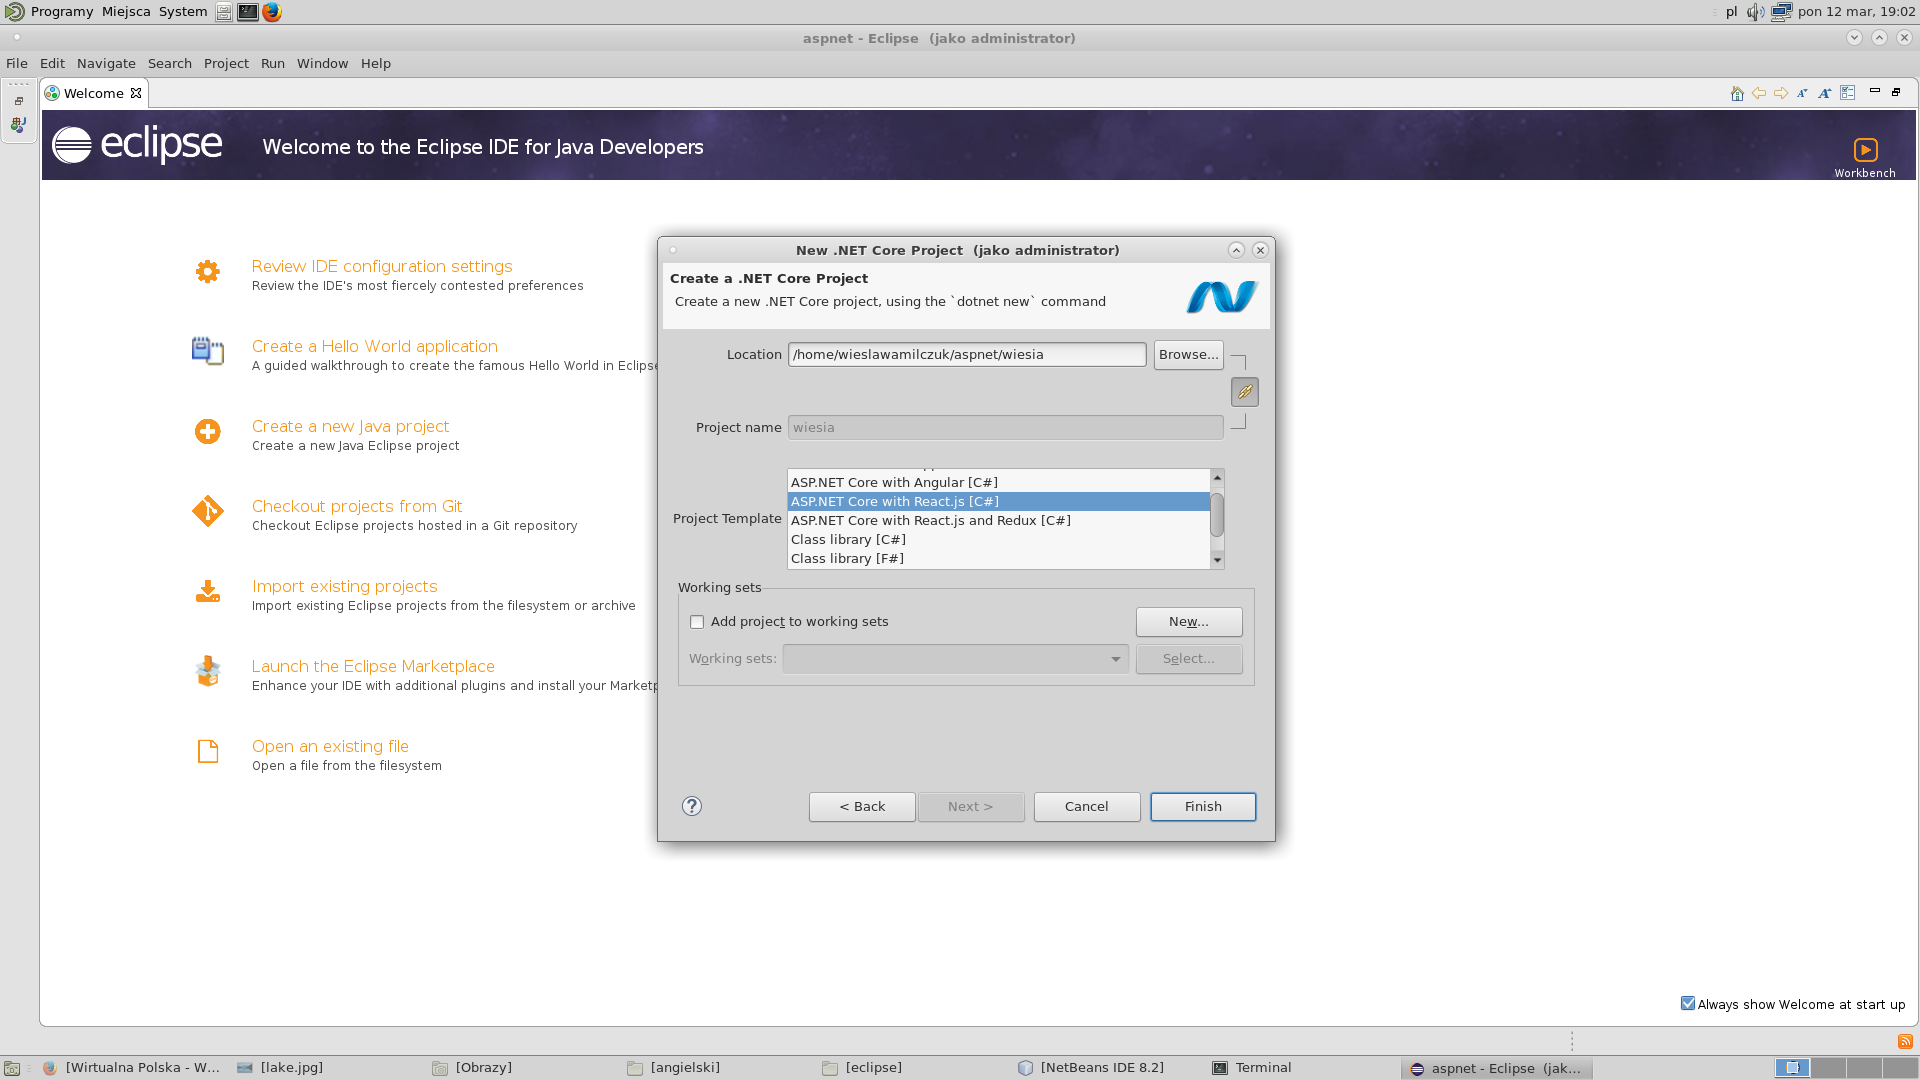 Programy Miejsca System
pl pon 12 mar, 19:02
aspnet - Eclipse (jako administrator)
File Edit Navigate Search Project Run Window Help
Welcome
eclipse Welcome to the Eclipse IDE for Java Developers
Workbench
Review IDE configuration settings
Review the IDE's most fiercely contested preferences
Create a Hello World application
A guided walkthrough to create the famous Hello World in Eclipse
Create a new Java project
Create a new Java Eclipse project
Checkout projects from Git
Checkout Eclipse projects hosted in a Git repository
Import existing projects
Import existing Eclipse projects from the filesystem or archive
Launch the Eclipse Marketplace
Enhance your IDE with additional plugins and install your Marketp
Open an existing file
Open a file from the filesystem
New .NET Core Project (jako administrator)
Create a .NET Core Project
Create a new .NET Core project, using the `dotnet new` command
Location /home/wieslawamilczuk/aspnet/wiesia Browse...
Project name wiesia
Project Template
ASP.NET Core with Angular [C#]
ASP.NET Core with React.js [C#]
ASP.NET Core with React.js and Redux [C#]
Class library [C#]
Class library [F#]
Working sets
Add project to working sets New...
Working sets: Select...
< Back Next > Cancel Finish
Always show Welcome at start up
[Wirtualna Polska - W... [lake.jpg] [Obrazy] [angielski] [eclipse] [NetBeans IDE 8.2] Terminal aspnet - Eclipse (jak...